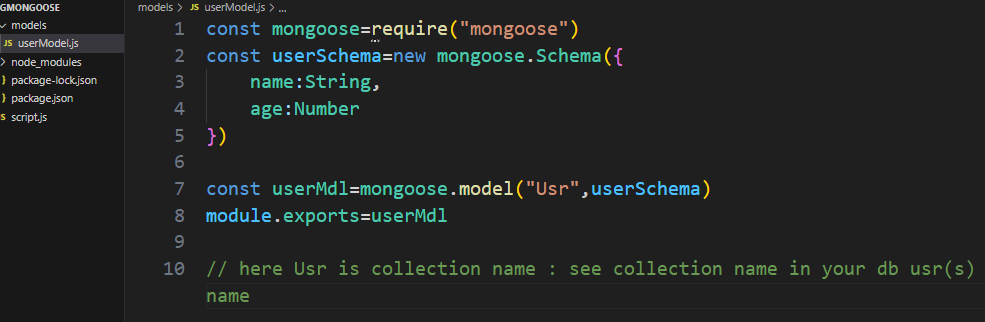 GMONGOOSE
models
JS userModel.js
node_modules
{} package-lock.json
{} package.json
JS script.js
models > JS userModel.js > ...
1 const mongoose=require("mongoose")
2 const userSchema=new mongoose.Schema({
3 name:String,
4 age:Number
5 })
6
7 const userMdl=mongoose.model("Usr",userSchema)
8 module.exports=userMdl
9
10 // here Usr is collection name : see collection name in your db usr(s)
name